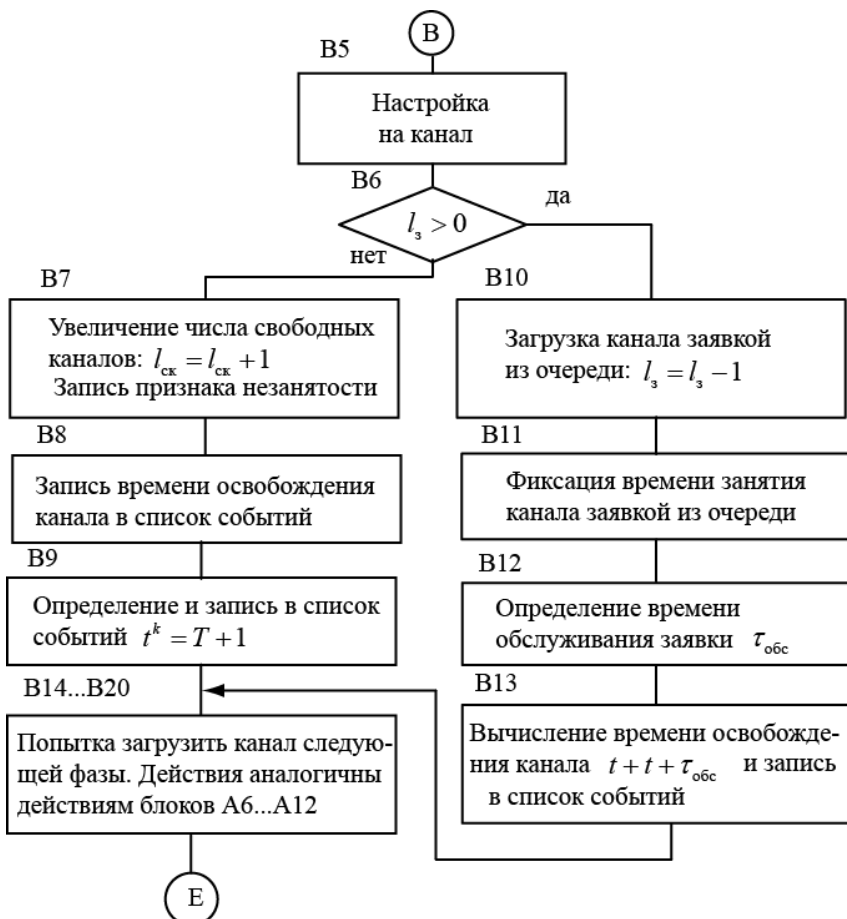 B
B5
Настройка
на канал
B6
да
l_з > 0
нет
B7
Увеличение числа свободных
каналов: l_ск = l_ск + 1
Запись признака незанятости
B8
Запись времени освобождения
канала в список событий
B9
Определение и запись в список
событий t^k = T + 1
B14...B20
Попытка загрузить канал следую-
щей фазы. Действия аналогичны
действиям блоков А6...А12
E
B10
Загрузка канала заявкой
из очереди: l_з = l_з − 1
B11
Фиксация времени занятия
канала заявкой из очереди
B12
Определение времени
обслуживания заявки τ_обс
B13
Вычисление времени освобожде-
ния канала t + t + τ_обс и запись
в список событий